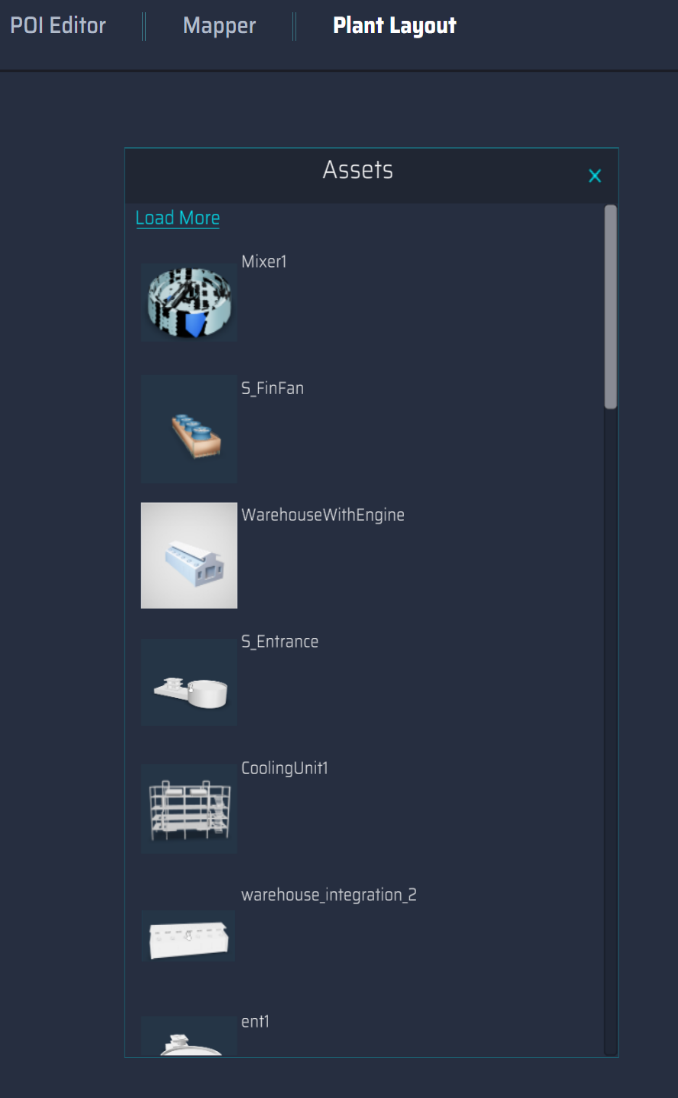 POI Editor
Mapper
Plant Layout
Assets
Load More
Mixer1
S_FinFan
WarehouseWithEngine
S_Entrance
CoolingUnit1
warehouse_integration_2
ent1